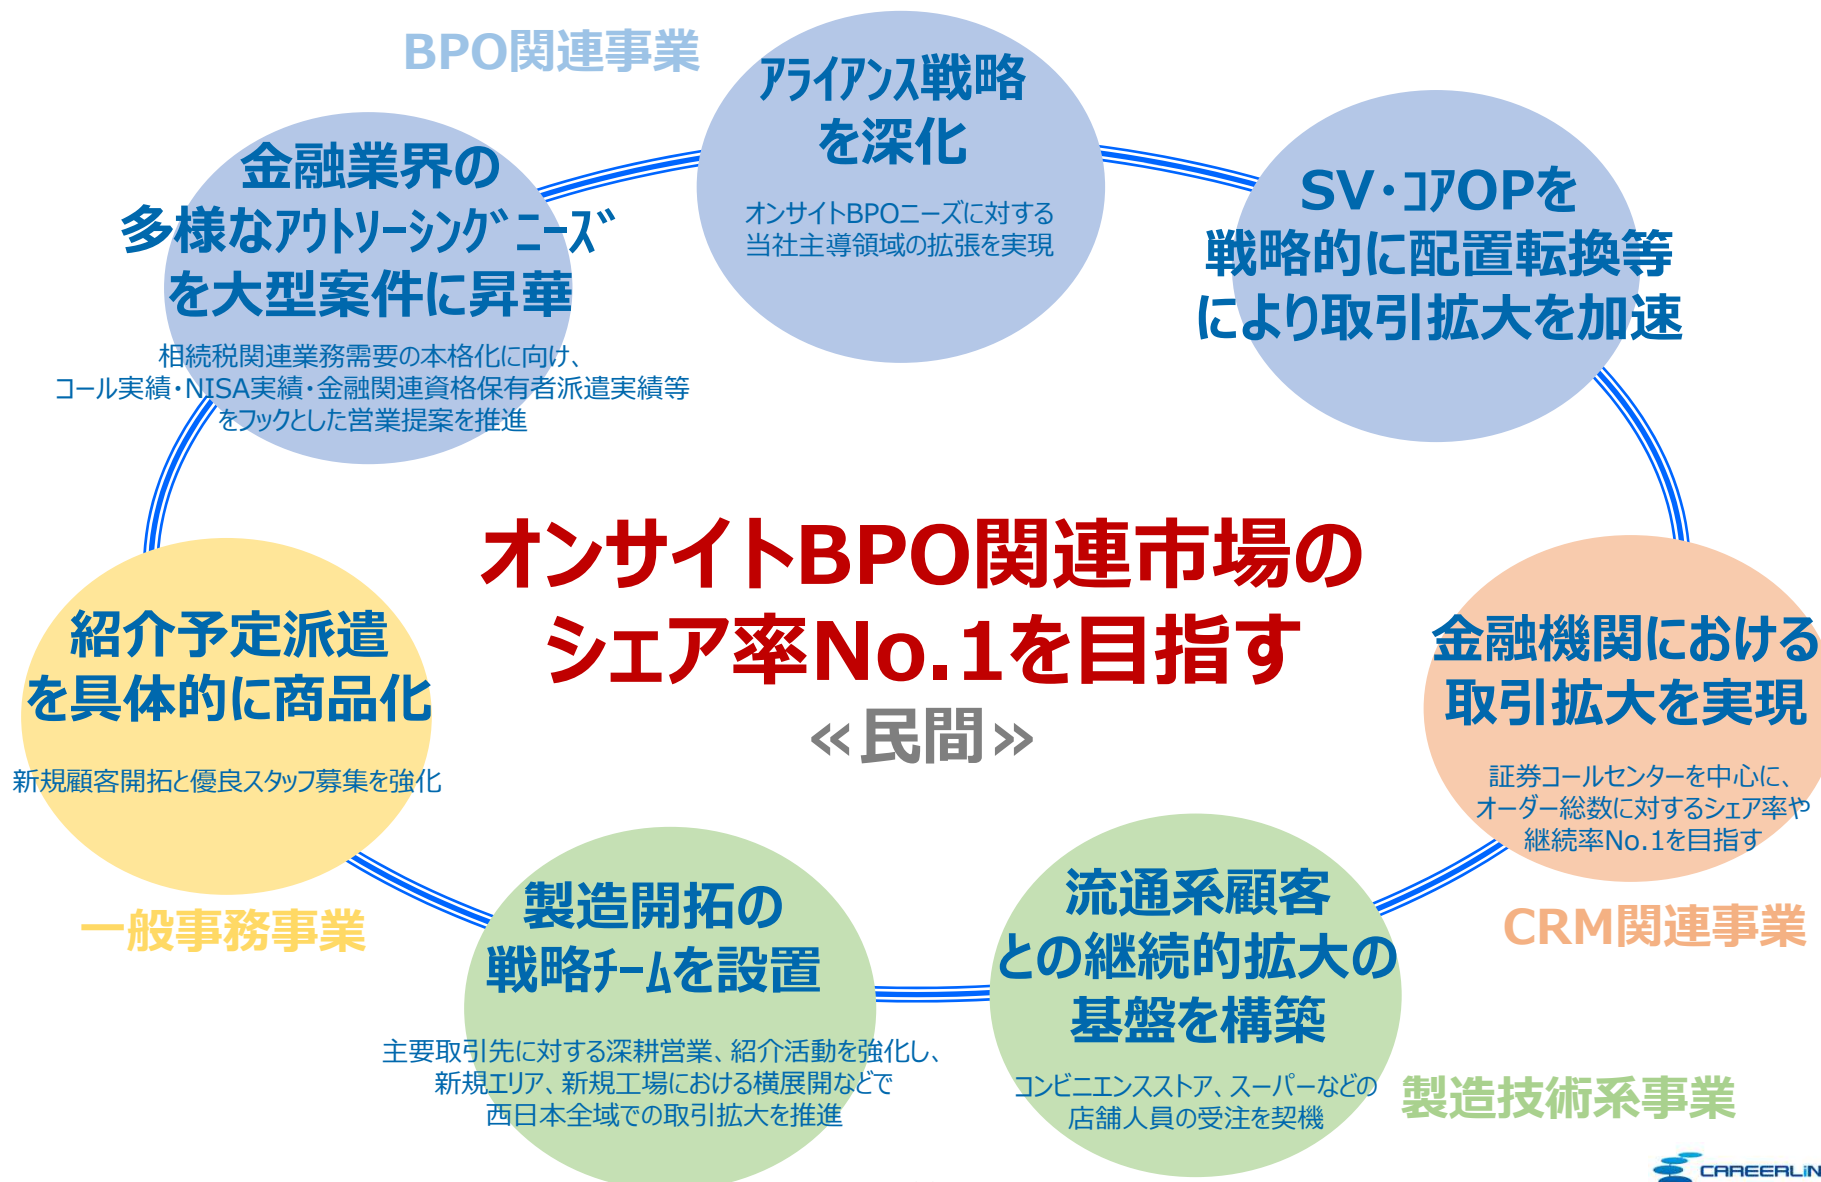 BPO関連事業
アライアンス戦略
を深化
オンサイトBPOニーズに対する
当社主導領域の拡張を実現
金融業界の
多様なアウトソーシングニーズ
を大型案件に昇華
相続税関連業務需要の本格化に向け、
コール実績・NISA実績・金融関連資格保有者派遣実績等
をフックとした営業提案を推進
SV・コアOPを
戦略的に配置転換等
により取引拡大を加速
オンサイトBPO関連市場の
シェア率No.1を目指す
≪民間≫
紹介予定派遣
を具体的に商品化
新規顧客開拓と優良スタッフ募集を強化
一般事務事業
金融機関における
取引拡大を実現
証券コールセンターを中心に、
オーダー総数に対するシェア率や
継続率No.1を目指す
CRM関連事業
製造開拓の
戦略チームを設置
主要取引先に対する深耕営業、紹介活動を強化し、
新規エリア、新規工場における横展開などで
西日本全域での取引拡大を推進
流通系顧客
との継続的拡大の
基盤を構築
コンビニエンスストア、スーパーなどの
店舗人員の受注を契機
製造技術系事業
CAREERLIN